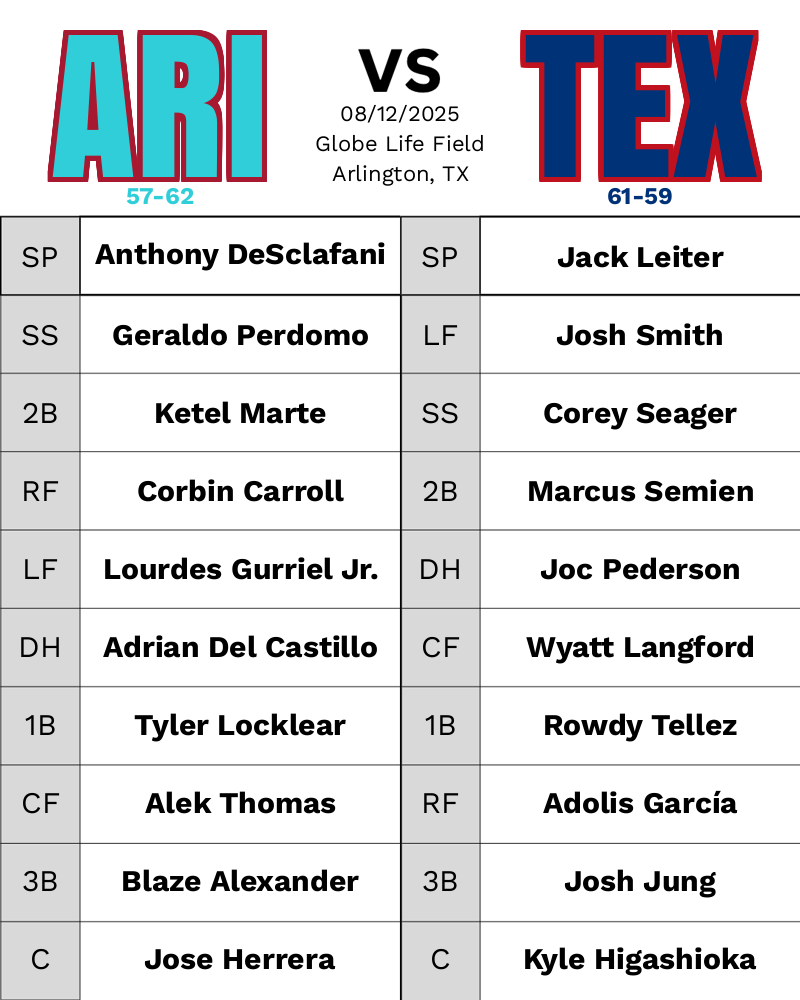 ARI
VS
TEX
08/12/2025
Globe Life Field
Arlington, TX
57-62
61-59
SP Anthony DeSclafani SP Jack Leiter
SS Geraldo Perdomo LF Josh Smith
2B Ketel Marte SS Corey Seager
RF Corbin Carroll 2B Marcus Semien
LF Lourdes Gurriel Jr. DH Joc Pederson
DH Adrian Del Castillo CF Wyatt Langford
1B Tyler Locklear 1B Rowdy Tellez
CF Alek Thomas RF Adolis García
3B Blaze Alexander 3B Josh Jung
C Jose Herrera C Kyle Higashioka